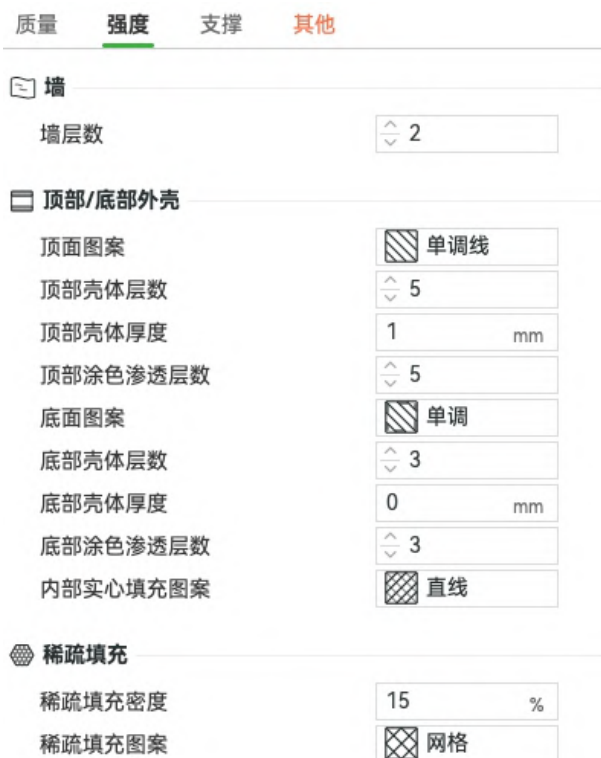 质量 强度 支撑 其他
墙
墙层数 2
顶部/底部外壳
顶面图案 单调线
顶部壳体层数 5
顶部壳体厚度 1 mm
顶部涂色渗透层数 5
底面图案 单调
底部壳体层数 3
底部壳体厚度 0 mm
底部涂色渗透层数 3
内部实心填充图案 直线
稀疏填充
稀疏填充密度 15 %
稀疏填充图案 网格